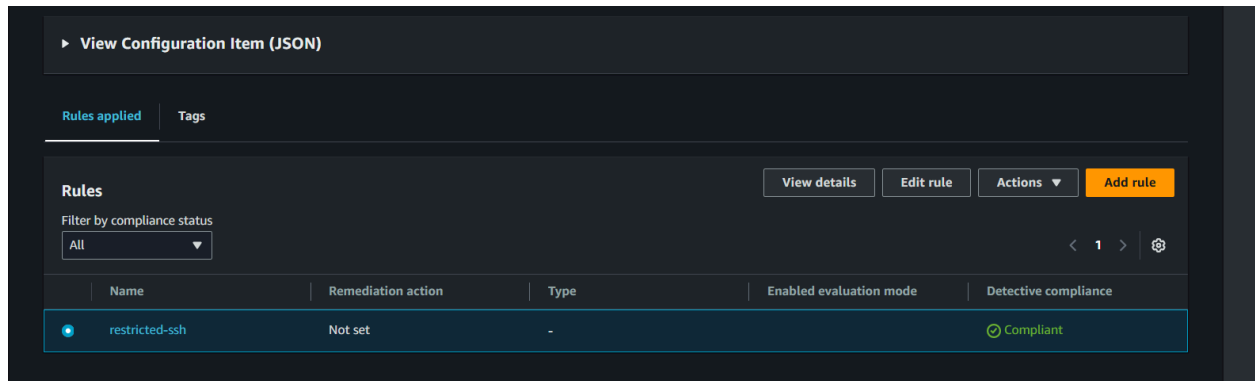 View Configuration Item (JSON)
Rules applied
Tags
Rules
View details
Edit rule
Actions
Add rule
Filter by compliance status
All
1
Name
Remediation action
Type
Enabled evaluation mode
Detective compliance
restricted-ssh
Not set
-
Compliant